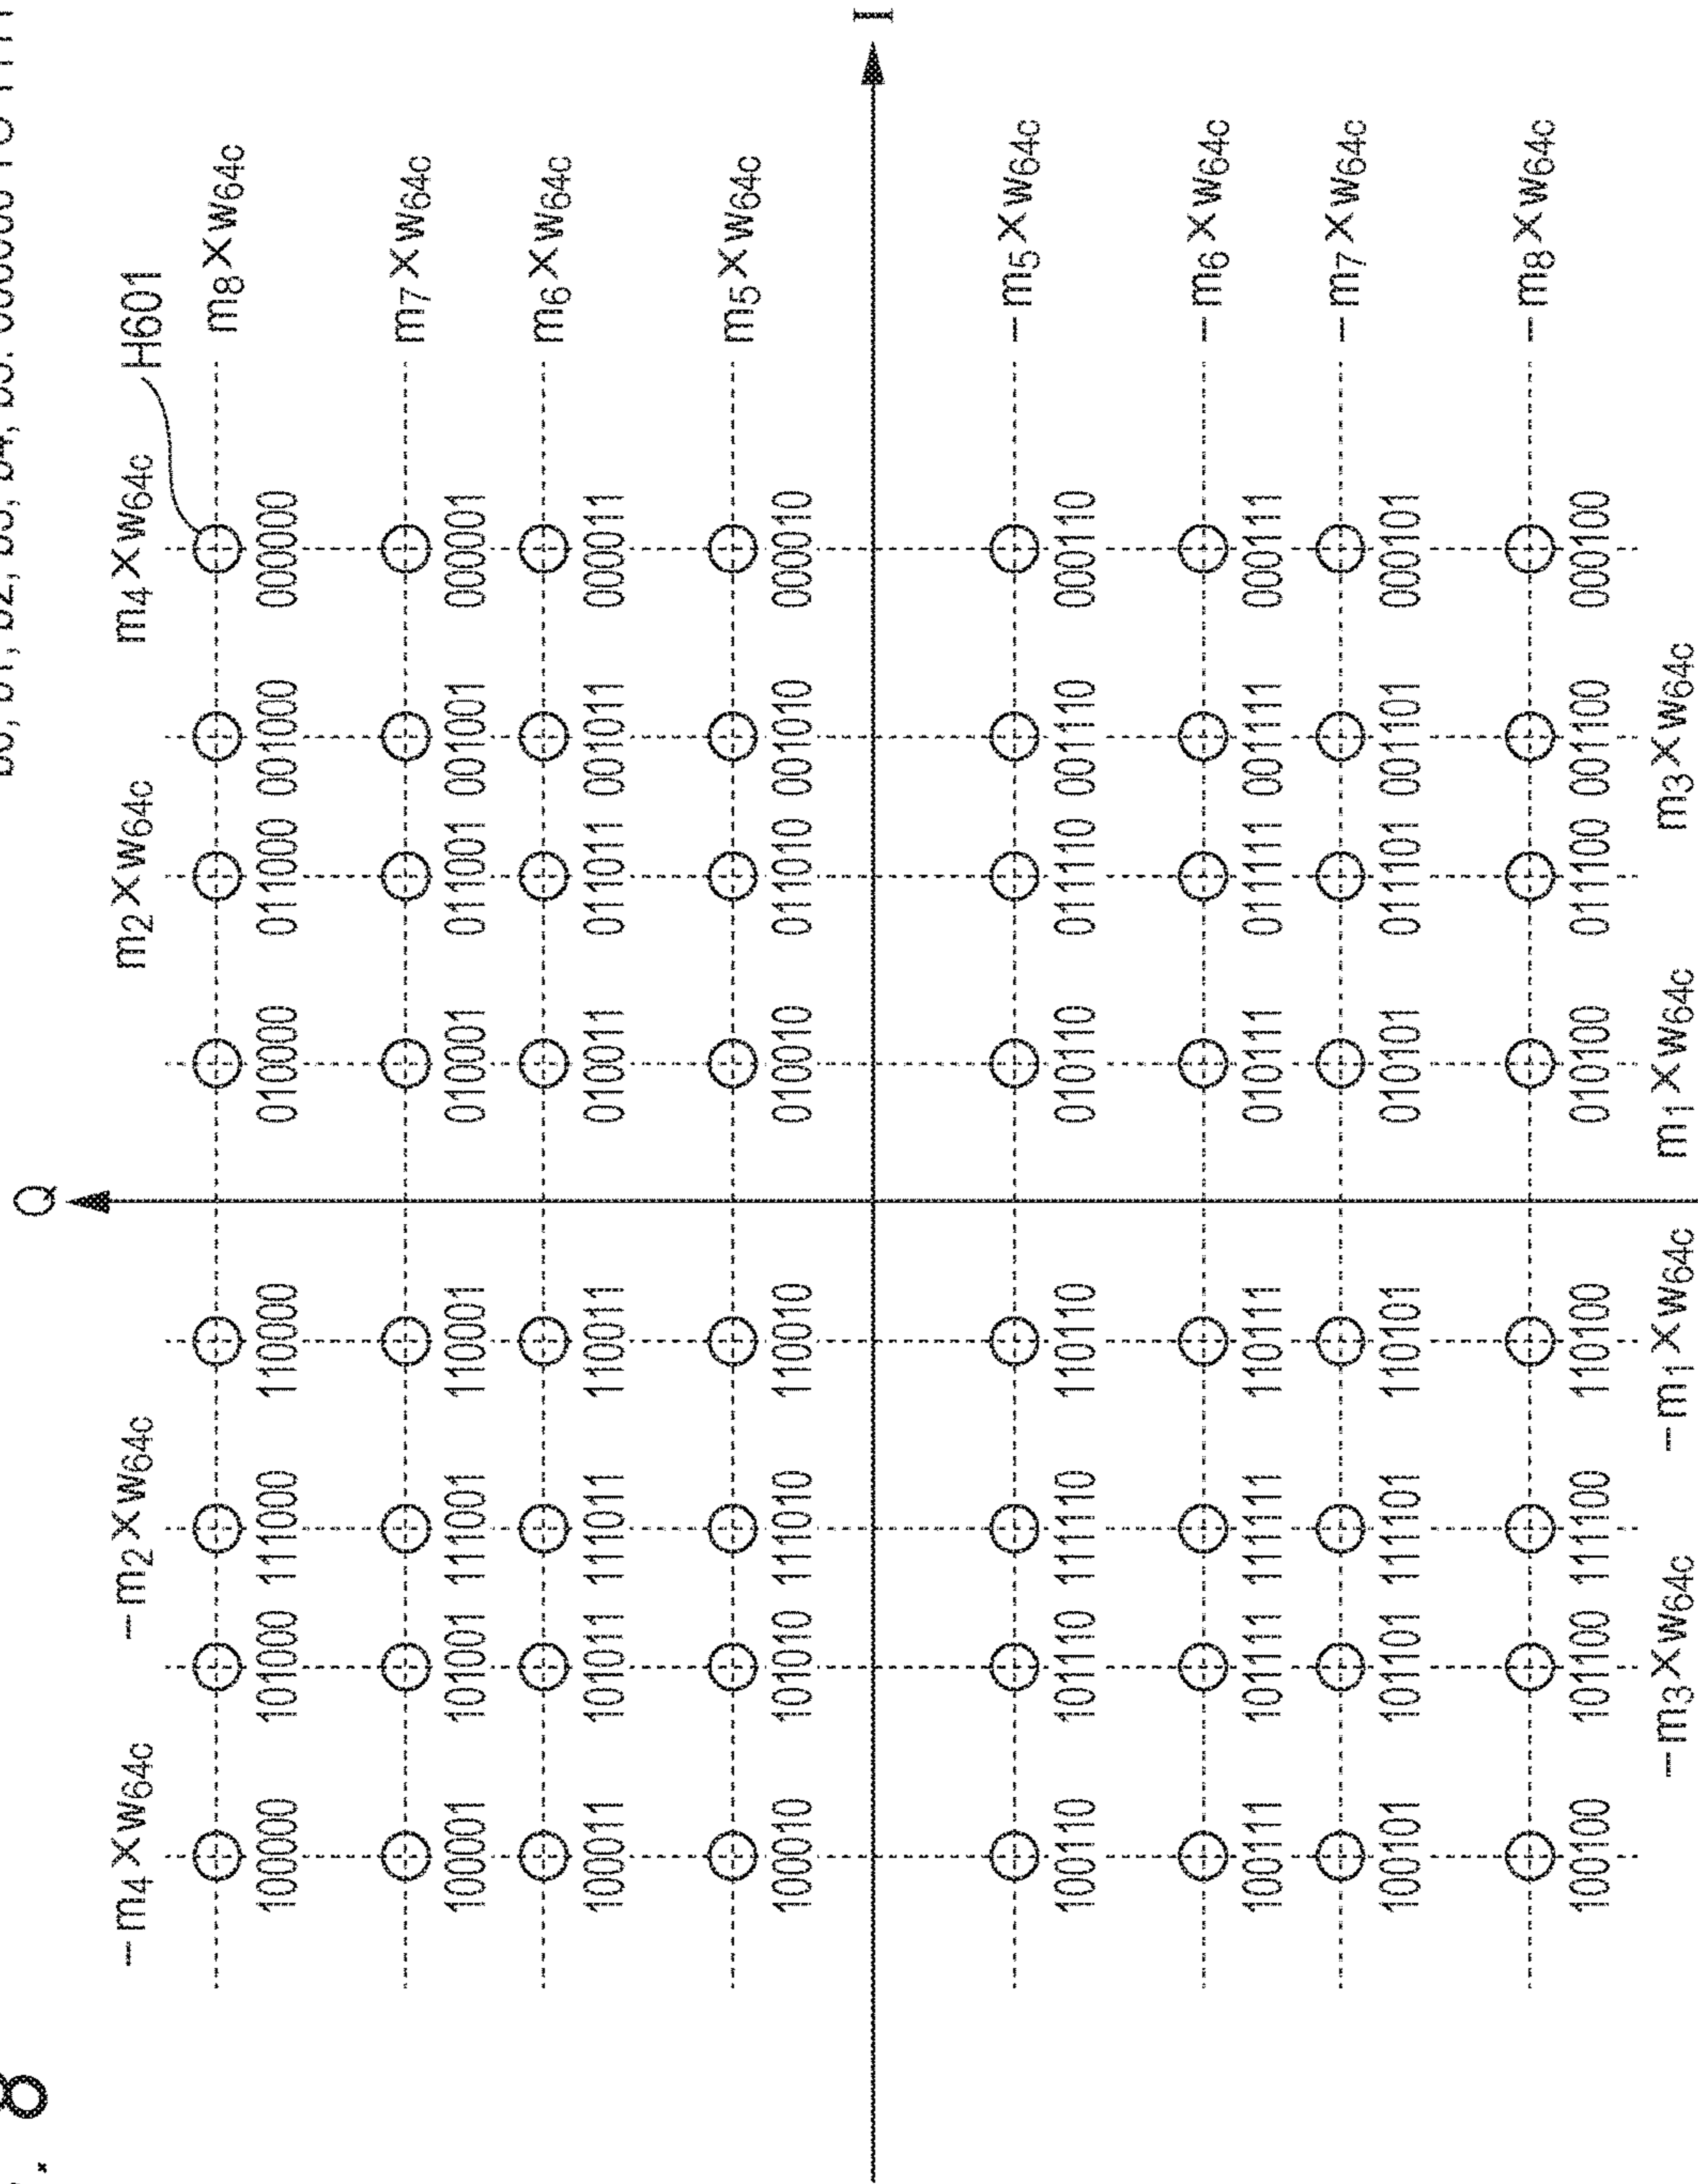 8
Q
−m4×w64c −m2×w64c m2×w64c m4×w64c H601
m8×w64c
100000 101000 111000 110000 010000 011000 001000 000000
m7×w64c
100001 101001 111001 110001 010001 011001 001001 000001
m6×w64c
100011 101011 111011 110011 010011 011011 001011 000011
m5×w64c
100010 101010 111010 110010 010010 011010 001010 000010
I
−m5×w64c
100110 101110 111110 110110 010110 011110 001110 000110
−m6×w64c
100111 101111 111111 110111 010111 011111 001111 000111
−m7×w64c
100101 101101 111101 110101 010101 011101 001101 000101
−m8×w64c
100100 101100 111100 110100 010100 011100 001100 000100
−m3×w64c −m1×w64c m1×w64c m3×w64c